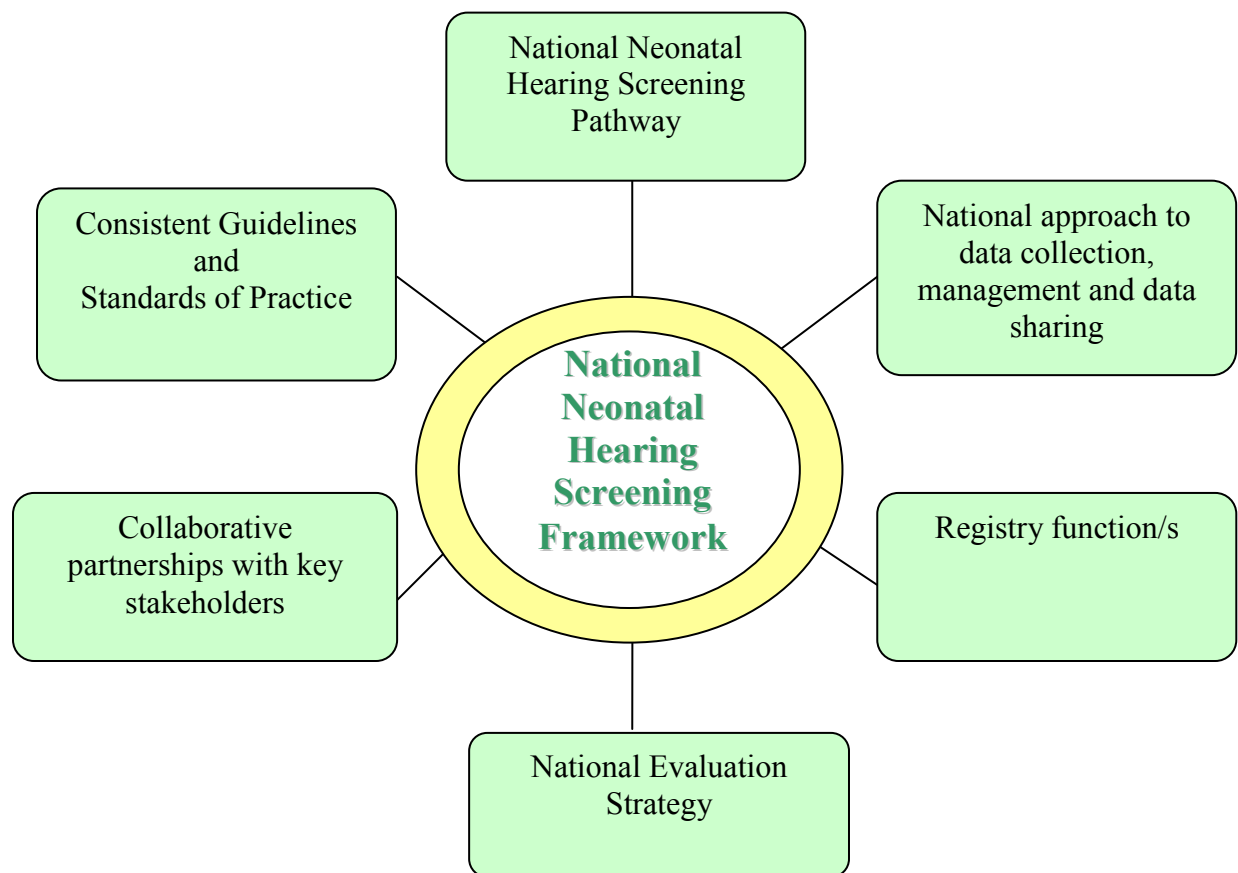 National Neonatal
Hearing Screening
Pathway
Consistent Guidelines
and
Standards of Practice
National approach to
data collection,
management and data
sharing
National
Neonatal
Hearing
Screening
Framework
Collaborative
partnerships with key
stakeholders
Registry function/s
National Evaluation
Strategy